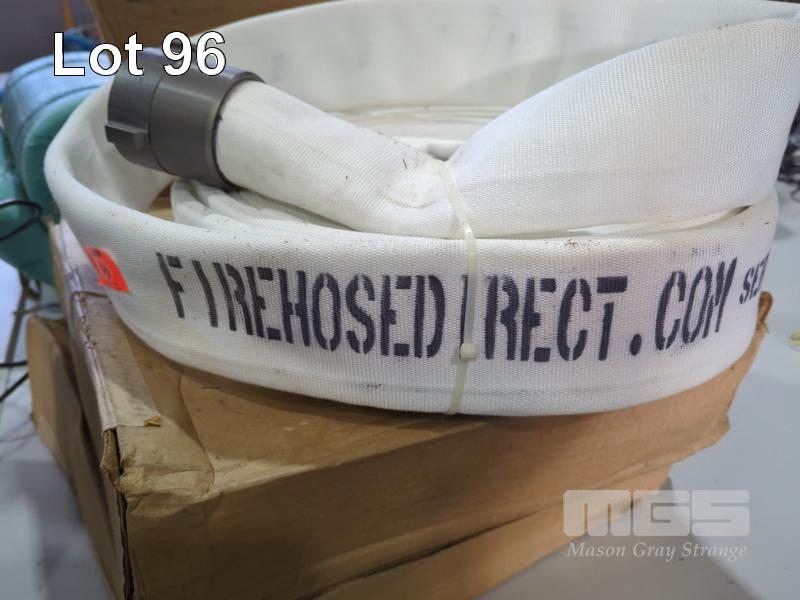 Lot 96
FIREHOSEDIRECT.COM
MGS
Mason Gray Strange